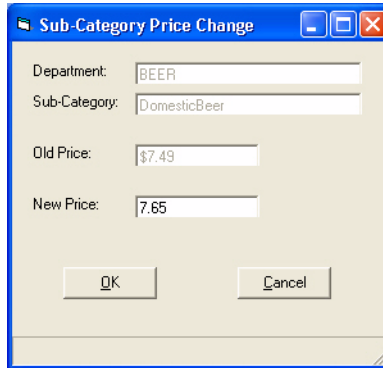 Sub-Category Price Change
Department: BEER
Sub-Category: DomesticBeer
Old Price: $7.49
New Price: 7.65
OK Cancel